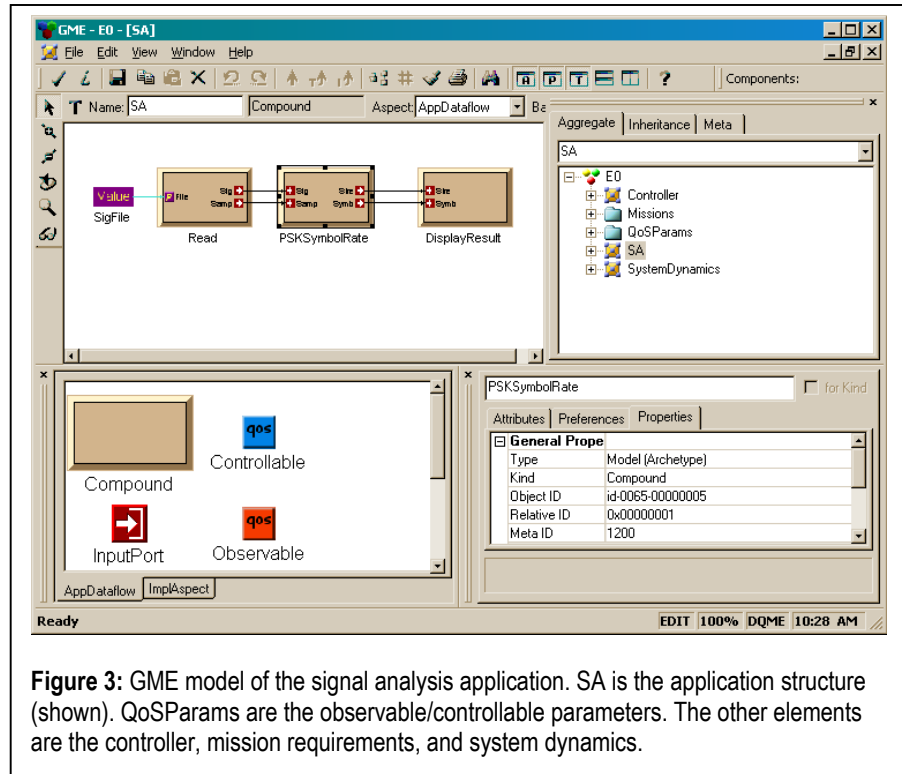 GME - E0 - [SA]
File Edit View Window Help
Components:
Name: SA Compound Aspect: AppDataflow Ba
Value
SigFile
File Sig
Samp
Read
Sig Stre
Samp Symb
PSKSymbolRate
Stre
Symb
DisplayResult
Aggregate Inheritance Meta
SA
E0
Controller
Missions
QoSParams
SA
SystemDynamics
Compound
qos
Controllable
InputPort
qos
Observable
AppDataflow ImplAspect
PSKSymbolRate for Kind
Attributes Preferences Properties
General Prope
Type Model (Archetype)
Kind Compound
Object ID id-0065-00000005
Relative ID 0x00000001
Meta ID 1200
Ready EDIT 100% DQME 10:28 AM
Figure 3: GME model of the signal analysis application. SA is the application structure
(shown). QoSParams are the observable/controllable parameters. The other elements
are the controller, mission requirements, and system dynamics.